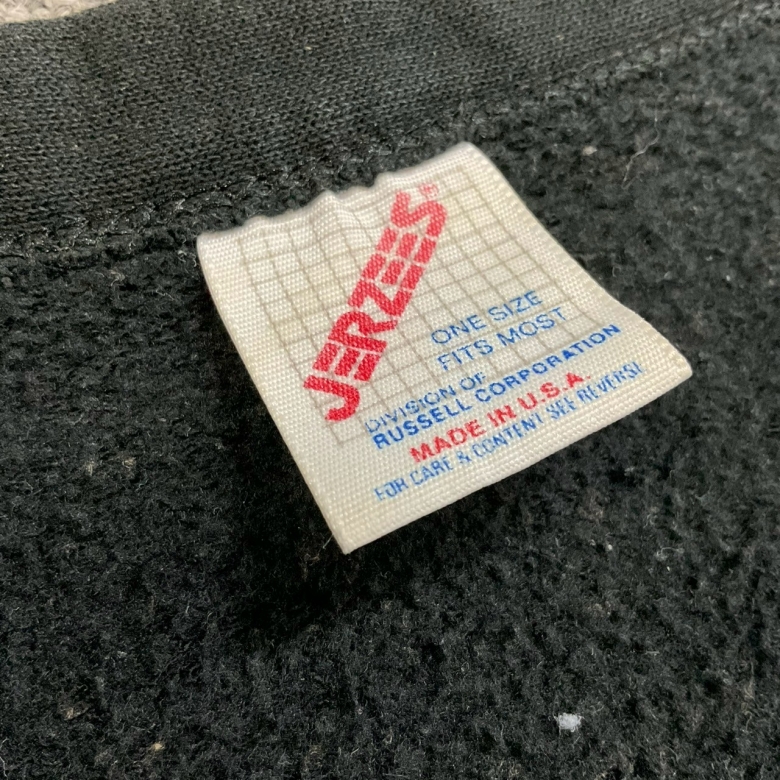 JERZEES®
ONE SIZE
FITS MOST
DIVISION OF
RUSSELL CORPORATION
MADE IN U.S.A.
FOR CARE & CONTENT SEE REVERSE